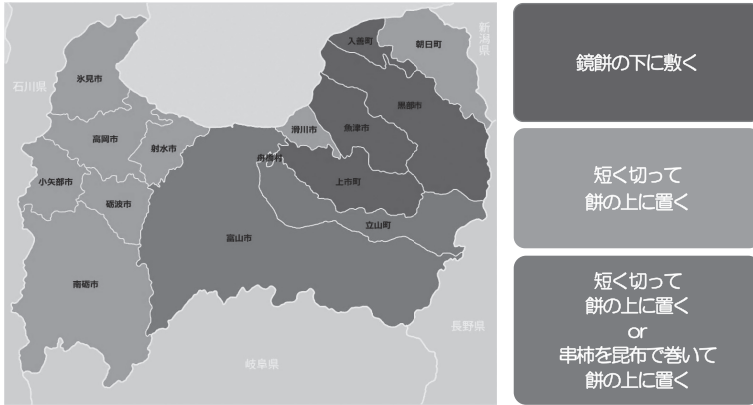 入善町
朝日町
新潟県
石川県
氷見市
黒部市
魚津市
滑川市
高岡市
射水市
舟橋村
小矢部市
上市町
砺波市
立山町
富山市
南砺市
長野県
岐阜県
鏡餅の下に敷く
短く切って
餅の上に置く
短く切って
餅の上に置く
or
串柿を昆布で巻いて
餅の上に置く